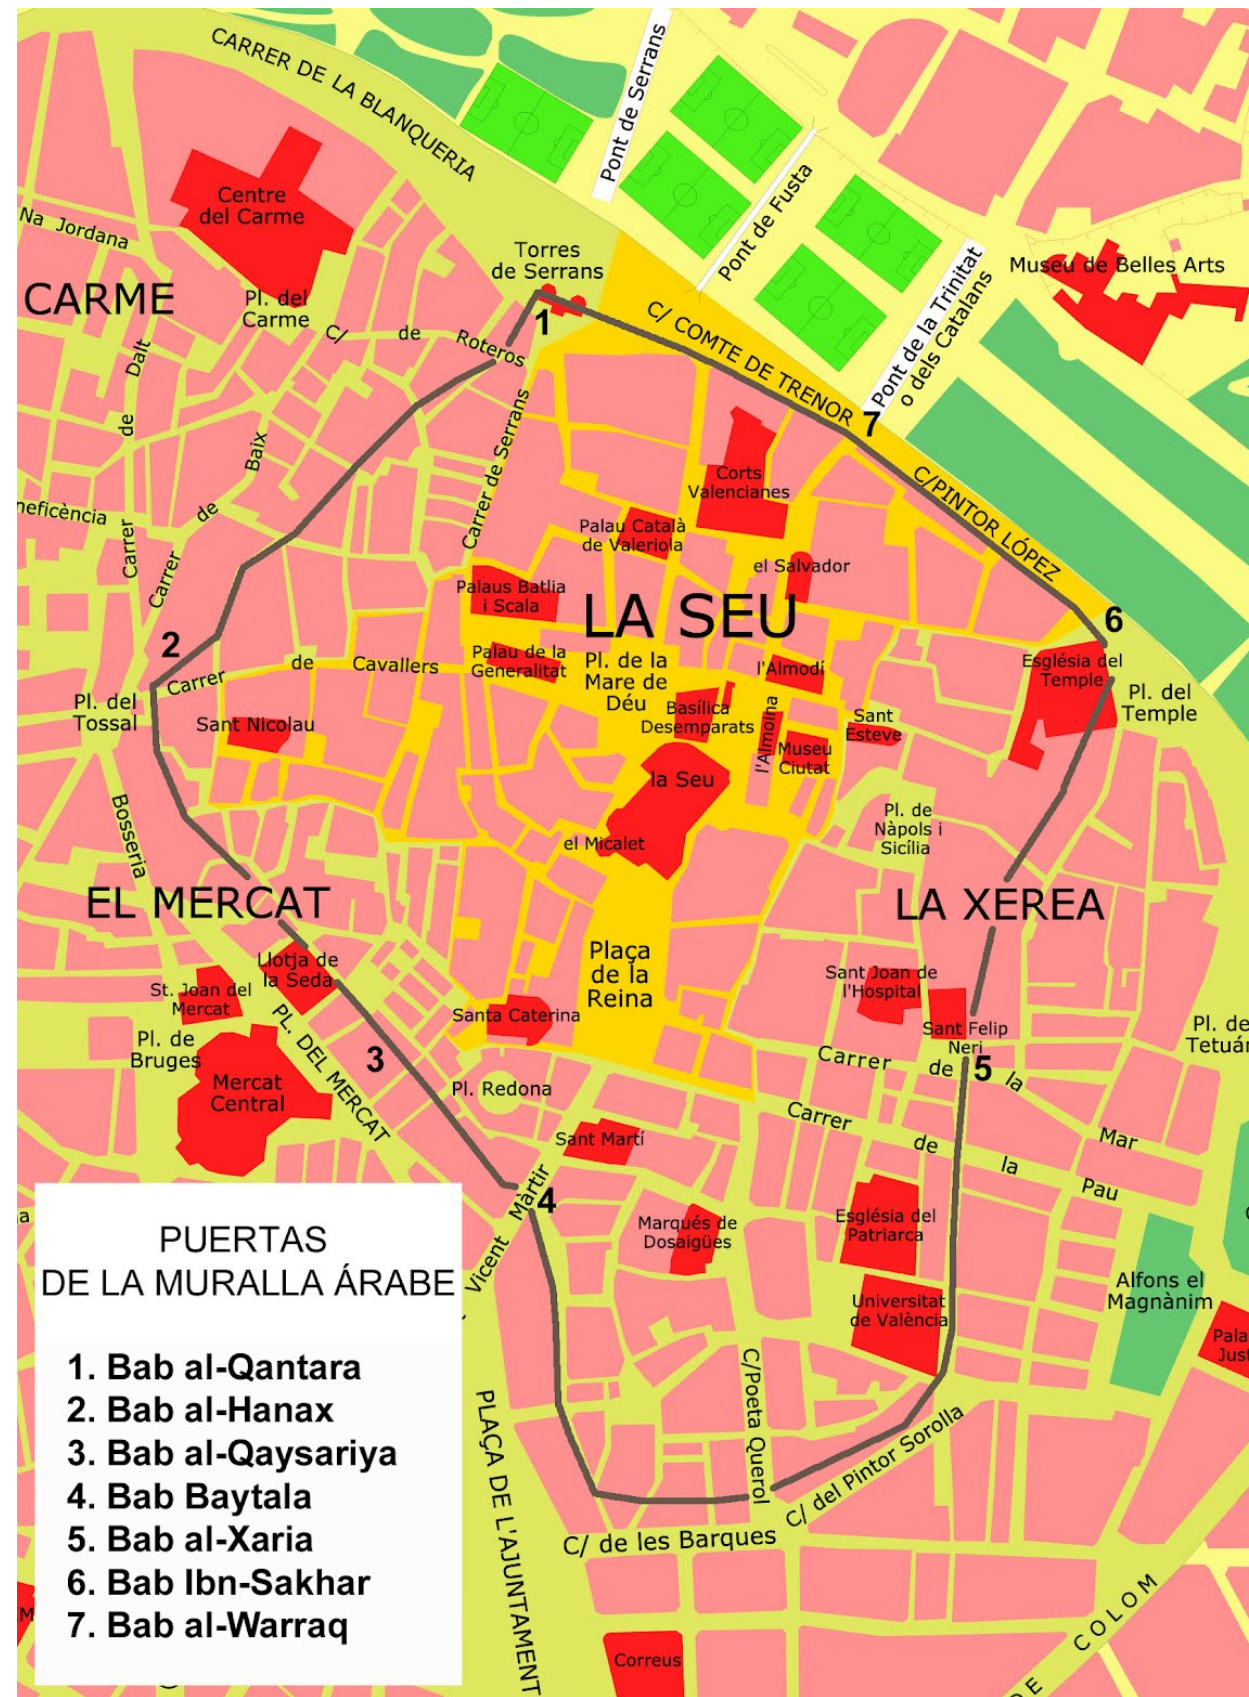 CARRER DE LA BLANQUERIA
Pont de Serrans
Pont de Fusta
Pont de la Trinitat
o dels Catalans
Museu de Belles Arts
Centre
del Carme
Na Jordana
CARME
Pl. del
Carme
Torres
de Serrans
1
C/ de Roteros
C/ COMTE DE TRENOR
7
C/PINTOR LÓPEZ
6
Carrer de Dalt
Carrer de Baix
Carrer de Serrans
neficència
Corts
Valencianes
Palau Català
de Valeriola
el Salvador
Palaus Batlia
i Scala
LA SEU
2
Carrer de Cavallers
Palau de la
Generalitat
Pl. de la
Mare de
Déu
l'Almodí
Església del
Temple
Pl. del
Temple
Pl. del
Tossal
Sant Nicolau
Basílica
Desemparats
l'Almoina
Museu
Ciutat
Sant
Esteve
la Seu
el Micalet
Pl. de
Nàpols i
Sicília
Bosseria
EL MERCAT
LA XEREA
Plaça
de la
Reina
Llotja de
la Seda
St. Joan del
Mercat
Pl. de
Bruges
PL. DEL MERCAT
Mercat
Central
3
Santa Caterina
Sant Joan de
l'Hospital
Sant Felip
Neri
5
Pl. de
Tetuán
Pl. Redona
Carrer de la Mar
Carrer de la Pau
Sant Martí
4
Vicent Màrtir
Marqués de
Dosaigües
Església del
Patriarca
Universitat
de València
Alfons el
Magnànim
Pala
Just
C/Poeta Querol
C/ del Pintor Sorolla
C/ de les Barques
PLAÇA DE L'AJUNTAMENT
Correus
DE COLOM
PUERTAS
DE LA MURALLA ÁRABE
1. Bab al-Qantara
2. Bab al-Hanax
3. Bab al-Qaysariya
4. Bab Baytala
5. Bab al-Xaria
6. Bab Ibn-Sakhar
7. Bab al-Warraq